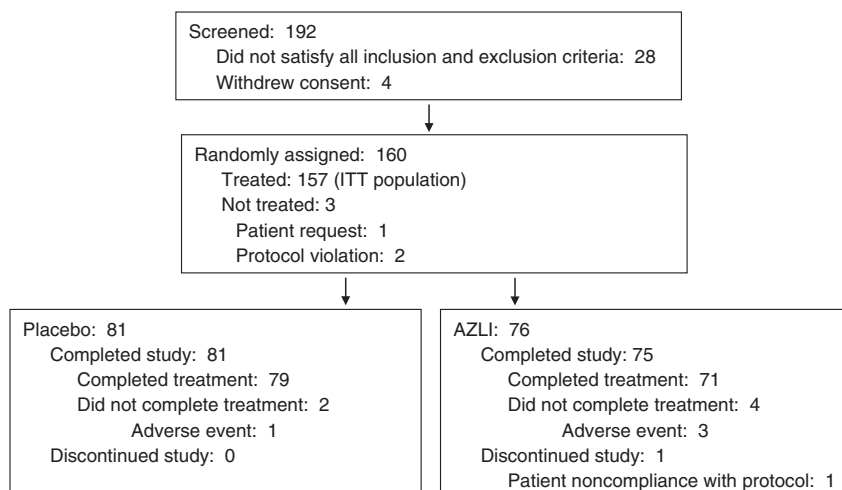 Screened: 192
Did not satisfy all inclusion and exclusion criteria: 28
Withdrew consent: 4
Randomly assigned: 160
Treated: 157 (ITT population)
Not treated: 3
Patient request: 1
Protocol violation: 2
Placebo: 81
Completed study: 81
Completed treatment: 79
Did not complete treatment: 2
Adverse event: 1
Discontinued study: 0
AZLI: 76
Completed study: 75
Completed treatment: 71
Did not complete treatment: 4
Adverse event: 3
Discontinued study: 1
Patient noncompliance with protocol: 1